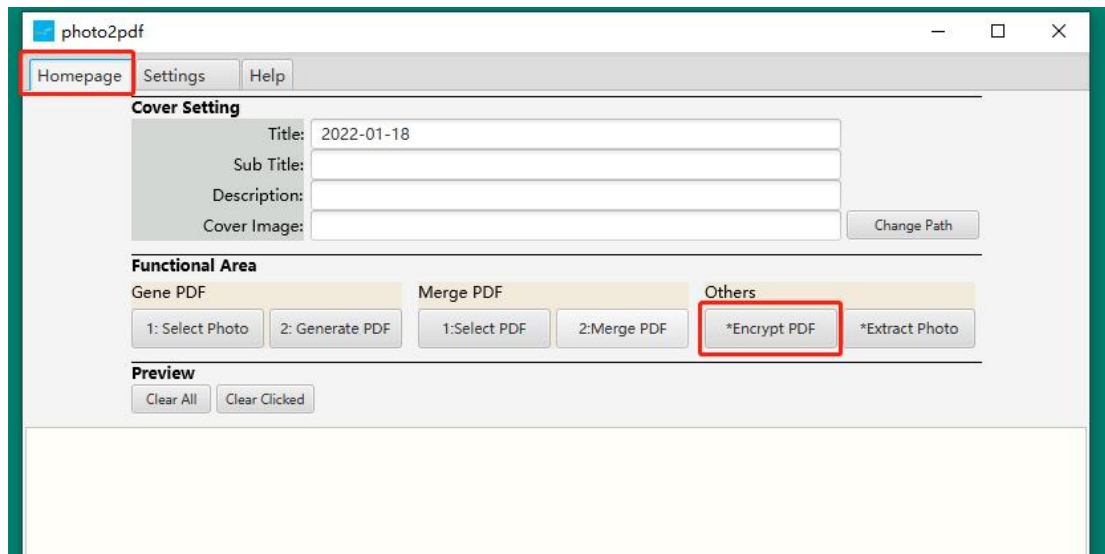 photo2pdf
Homepage Settings Help
Cover Setting
Title: 2022-01-18
Sub Title:
Description:
Cover Image: Change Path
Functional Area
Gene PDF Merge PDF Others
1: Select Photo 2: Generate PDF 1:Select PDF 2:Merge PDF *Encrypt PDF *Extract Photo
Preview
Clear All Clear Clicked